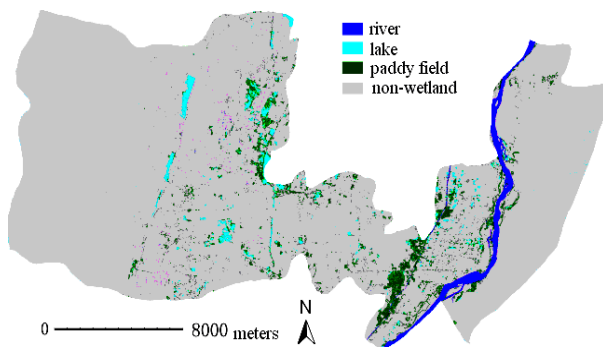 river
lake
paddy field
non-wetland
N
0 8000 meters